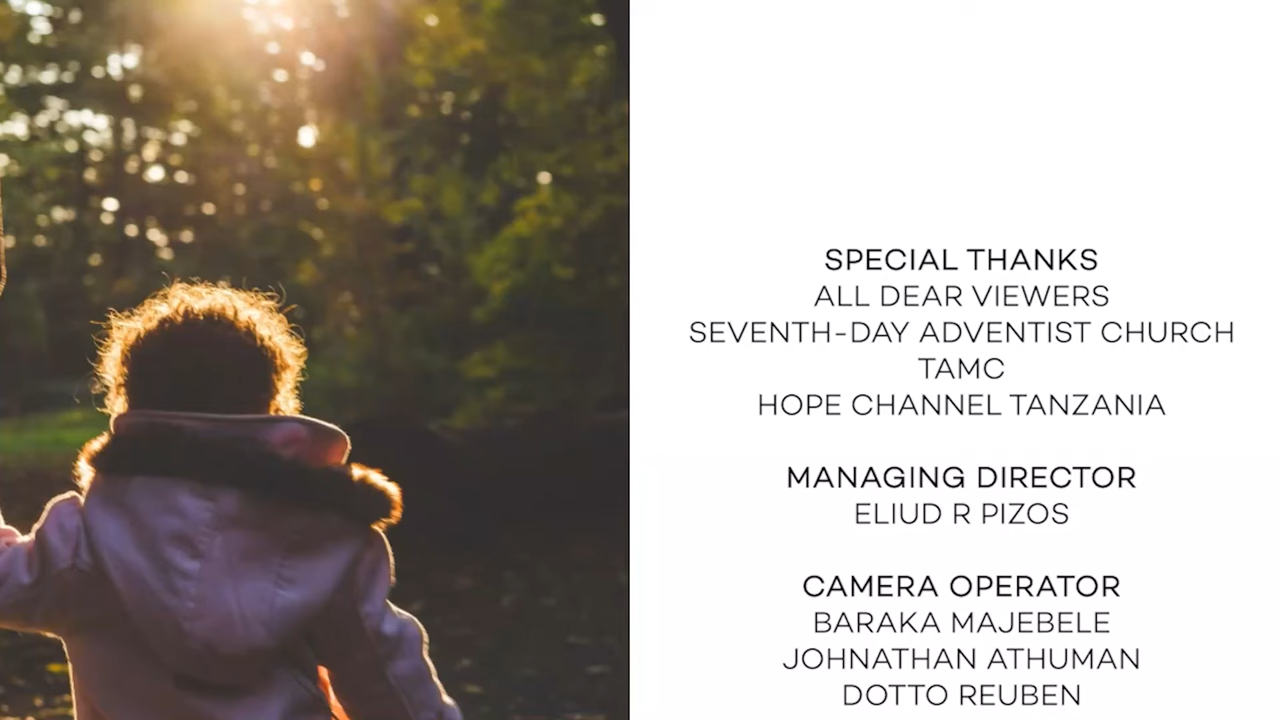 SPECIAL THANKS
ALL DEAR VIEWERS
SEVENTH-DAY ADVENTIST CHURCH
TAMC
HOPE CHANNEL TANZANIA
MANAGING DIRECTOR
ELIUD R PIZOS
CAMERA OPERATOR
BARAKA MAJEBELE
JOHNATHAN ATHUMAN
DOTTO REUBEN